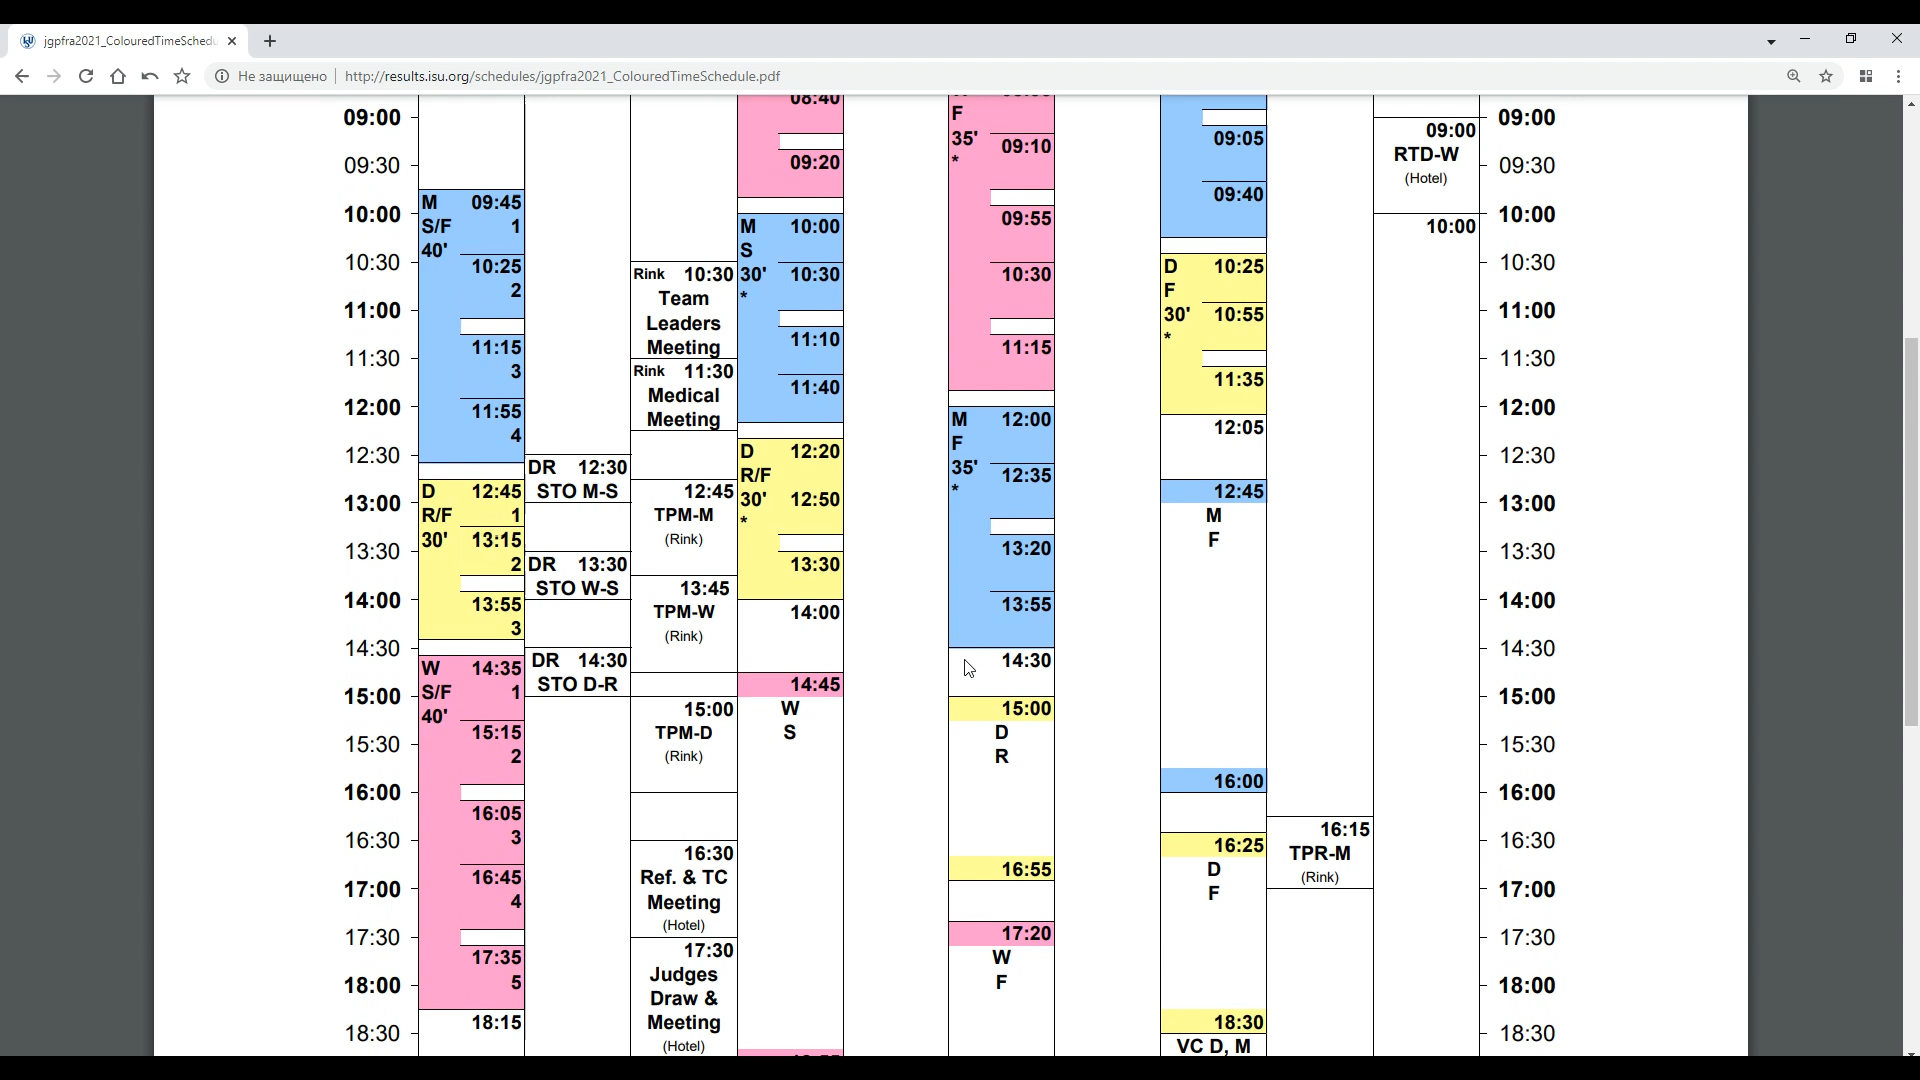 jgpfra2021_ColouredTimeSchedu
Не защищено
http://results.isu.org/schedules/jgpfra2021_ColouredTimeSchedule.pdf
09:00
09:30
10:00
10:30
11:00
11:30
12:00
12:30
13:00
13:30
14:00
14:30
15:00
15:30
16:00
16:30
17:00
17:30
18:00
18:30
M 09:45
S/F 1
40'
10:25
2
11:15
3
11:55
4
D 12:45
R/F 1
30' 13:15
2
13:55
3
W 14:35
S/F 1
40'
15:15
2
16:05
3
16:45
4
17:35
5
18:15
DR 12:30
STO M-S
DR 13:30
STO W-S
DR 14:30
STO D-R
Rink 10:30
Team
Leaders
Meeting
Rink 11:30
Medical
Meeting
12:45
TPM-M
(Rink)
13:45
TPM-W
(Rink)
15:00
TPM-D
(Rink)
16:30
Ref. & TC
Meeting
(Hotel)
17:30
Judges
Draw &
Meeting
(Hotel)
08:40
09:20
M 10:00
S
30' 10:30
*
11:10
11:40
D 12:20
R/F
30' 12:50
*
13:30
14:00
14:45
W
S
F
35' 09:10
*
09:55
10:30
11:15
M 12:00
F
35' 12:35
*
13:20
13:55
14:30
15:00
D
R
16:55
17:20
W
F
09:05
09:40
D 10:25
F
30' 10:55
*
11:35
12:05
12:45
M
F
16:00
16:25
D
F
18:30
VC D, M
16:15
TPR-M
(Rink)
09:00
RTD-W
(Hotel)
10:00
09:00
09:30
10:00
10:30
11:00
11:30
12:00
12:30
13:00
13:30
14:00
14:30
15:00
15:30
16:00
16:30
17:00
17:30
18:00
18:30